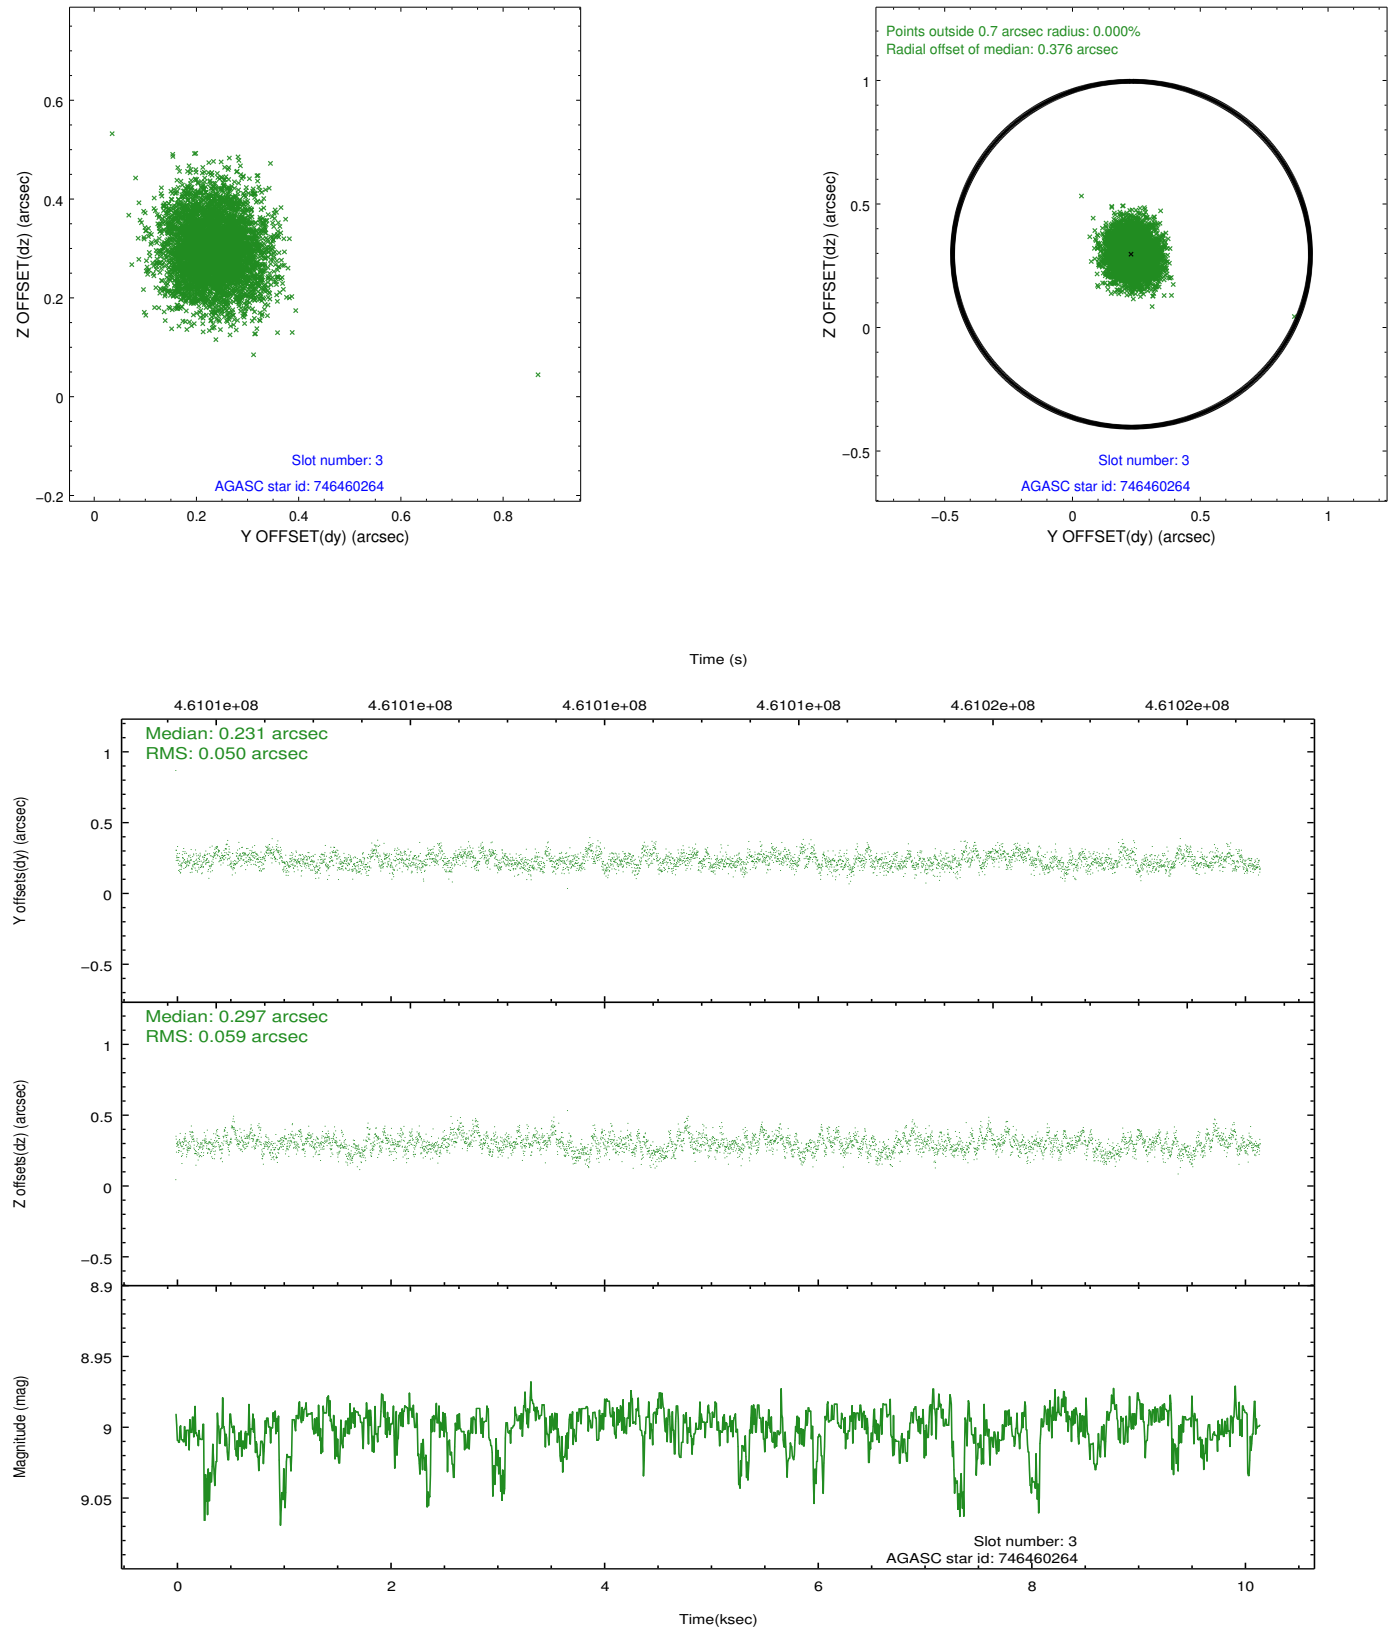 0.6
0.4
0.2
0
−0.2
0
0.2
0.4
0.6
0.8
Z OFFSET(dz) (arcsec)
Y OFFSET(dy) (arcsec)
Slot number: 3
AGASC star id: 746460264
Points outside 0.7 arcsec radius: 0.000%
Radial offset of median: 0.376 arcsec
1
0.5
0
−0.5
−0.5
0
0.5
1
Z OFFSET(dz) (arcsec)
Y OFFSET(dy) (arcsec)
Slot number: 3
AGASC star id: 746460264
Time (s)
4.6101e+08 4.6101e+08 4.6101e+08 4.6101e+08 4.6102e+08 4.6102e+08
Median: 0.231 arcsec
RMS: 0.050 arcsec
1
0.5
0
−0.5
Y offsets(dy) (arcsec)
Median: 0.297 arcsec
RMS: 0.059 arcsec
1
0.5
0
−0.5
Z offsets(dz) (arcsec)
8.9
8.95
9
9.05
Magnitude (mag)
Slot number: 3
AGASC star id: 746460264
0 2 4 6 8 10
Time(ksec)